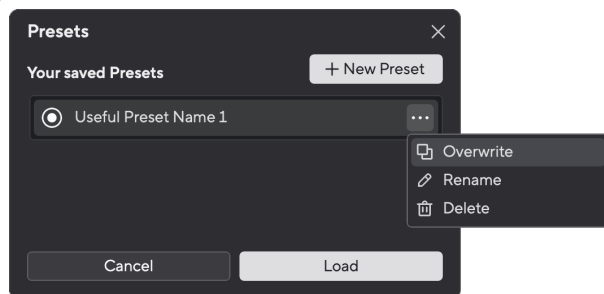 Presets
Your saved Presets
+ New Preset
Useful Preset Name 1
Overwrite
Rename
Delete
Cancel
Load